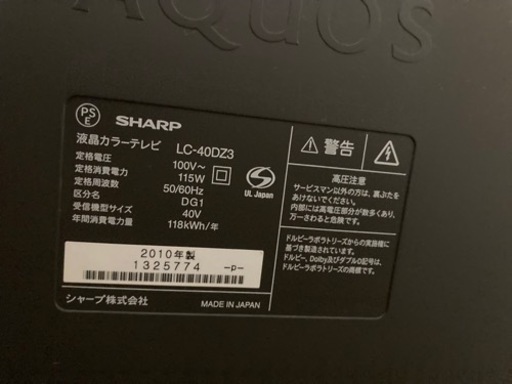 AQUOS
PS
E
SHARP
液晶カラーテレビ LC-40DZ3
定格電圧 100V~
定格電力 115W
定格周波数 50/60Hz
区分名 DG1
受信機型サイズ 40V
年間消費電力量 118kWh/年
S
UL Japan
2010年製
1325774 -P-
シャープ株式会社 MADE IN JAPAN
警告
高圧注意
サービスマン以外の方は、裏ぶたを
あけないでください。
内部には高電圧部分が数多くあり、
万一さわると危険です。
ドルビーラボラトリーズからの実施権に
基づき製造されています。
ドルビー、Dolby及びダブルD記号は、
ドルビーラボラトリーズの商標です。